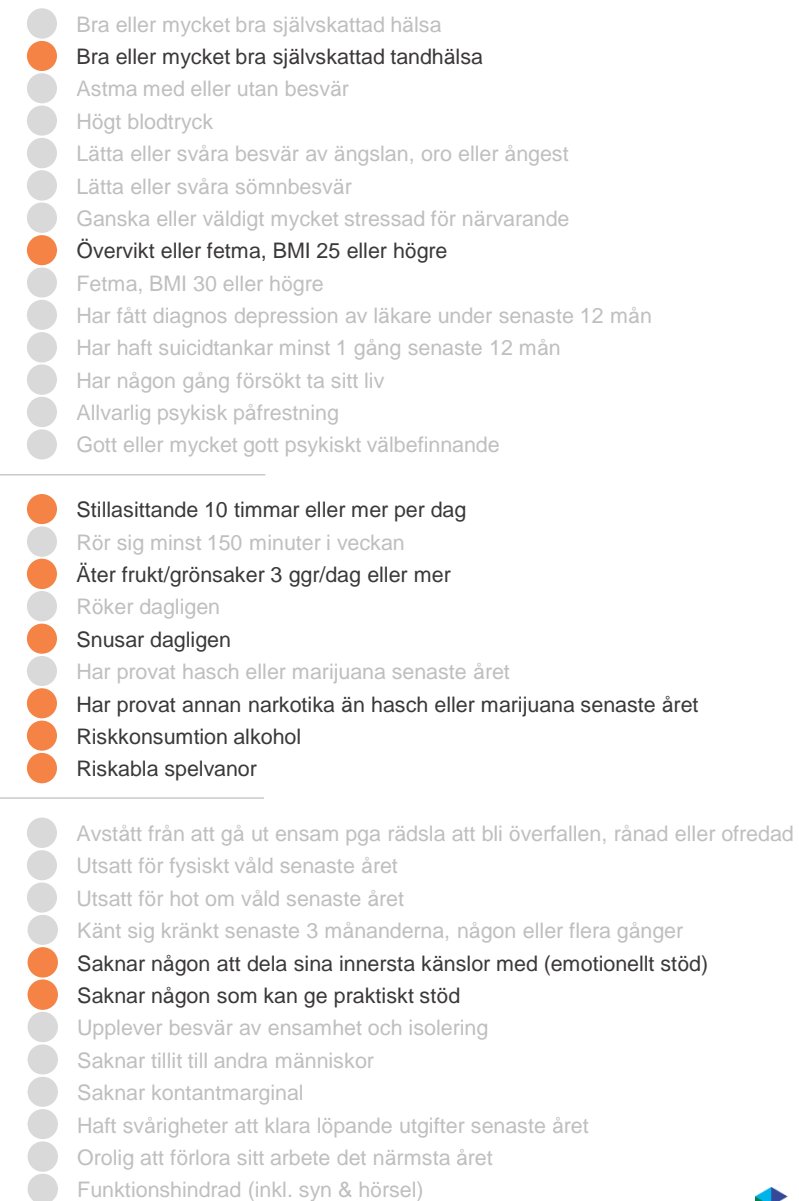 Bra eller mycket bra självskattad hälsa
Bra eller mycket bra självskattad tandhälsa
Astma med eller utan besvär
Högt blodtryck
Lätta eller svåra besvär av ängslan, oro eller ångest
Lätta eller svåra sömnbesvär
Ganska eller väldigt mycket stressad för närvarande
Övervikt eller fetma, BMI 25 eller högre
Fetma, BMI 30 eller högre
Har fått diagnos depression av läkare under senaste 12 mån
Har haft suicidtankar minst 1 gång senaste 12 mån
Har någon gång försökt ta sitt liv
Allvarlig psykisk påfrestning
Gott eller mycket gott psykiskt välbefinnande
Stillasittande 10 timmar eller mer per dag
Rör sig minst 150 minuter i veckan
Äter frukt/grönsaker 3 ggr/dag eller mer
Röker dagligen
Snusar dagligen
Har provat hasch eller marijuana senaste året
Har provat annan narkotika än hasch eller marijuana senaste året
Riskkonsumtion alkohol
Riskabla spelvanor
Avstått från att gå ut ensam pga rädsla att bli överfallen, rånad eller ofredad
Utsatt för fysiskt våld senaste året
Utsatt för hot om våld senaste året
Känt sig kränkt senaste 3 månanderna, någon eller flera gånger
Saknar någon att dela sina innersta känslor med (emotionellt stöd)
Saknar någon som kan ge praktiskt stöd
Upplever besvär av ensamhet och isolering
Saknar tillit till andra människor
Saknar kontantmarginal
Haft svårigheter att klara löpande utgifter senaste året
Orolig att förlora sitt arbete det närmsta året
Funktionshindrad (inkl. syn & hörsel)